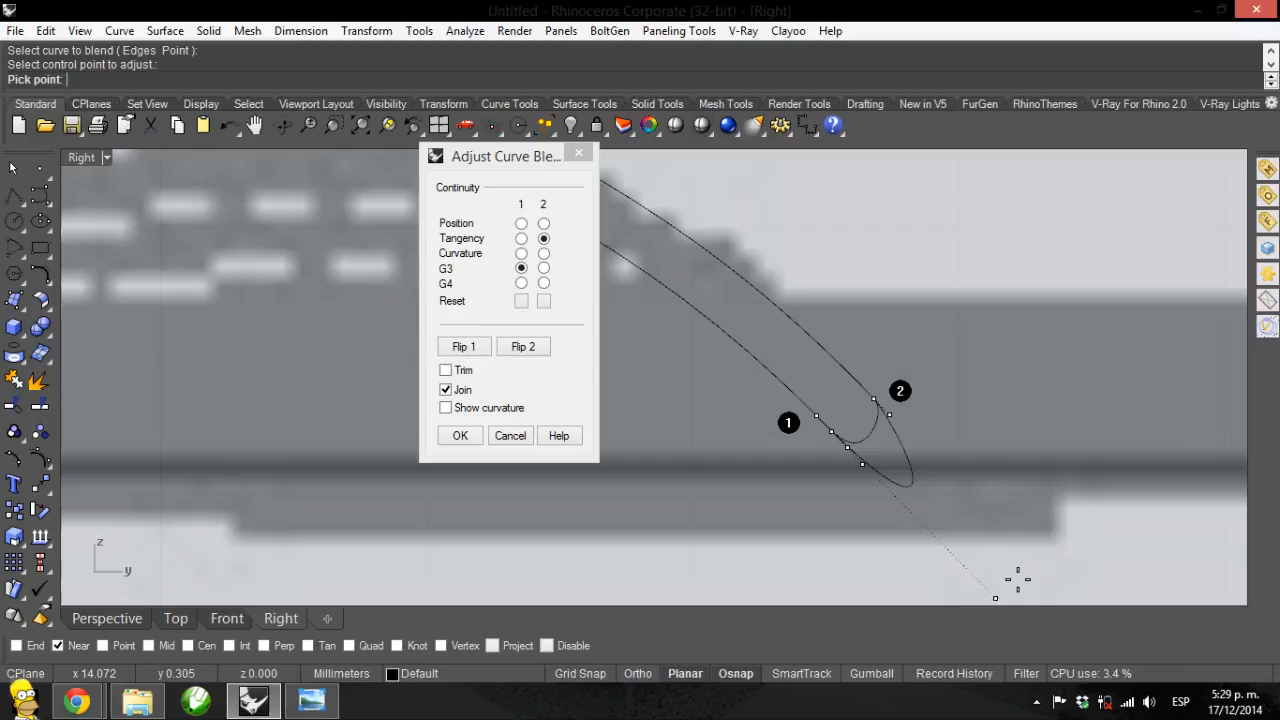 Untitled - Rhinoceros Corporate (32-bit) - [Right]
File Edit View Curve Surface Solid Mesh Dimension Transform Tools Analyze Render Panels BoltGen Paneling Tools V-Ray Clayoo Help
Select curve to blend ( Edges Point ):
Select control point to adjust.:
Pick point:
Standard CPlanes Set View Display Select Viewport Layout Visibility Transform Curve Tools Surface Tools Solid Tools Mesh Tools Render Tools Drafting New in V5 FurGen RhinoThemes V-Ray For Rhino 2.0 V-Ray Lights
Right
Adjust Curve Ble...
Continuity
1 2
Position
Tangency
Curvature
G3
G4
Reset
Flip 1 Flip 2
Trim
Join
Show curvature
OK Cancel Help
2
1
z
y
Perspective Top Front Right
End Near Point Mid Cen Int Perp Tan Quad Knot Vertex Project Disable
CPlane x 14.072 y 0.305 z 0.000 Millimeters Default Grid Snap Ortho Planar Osnap SmartTrack Gumball Record History Filter CPU use: 3.4 %
ESP
5:29 p. m.
17/12/2014